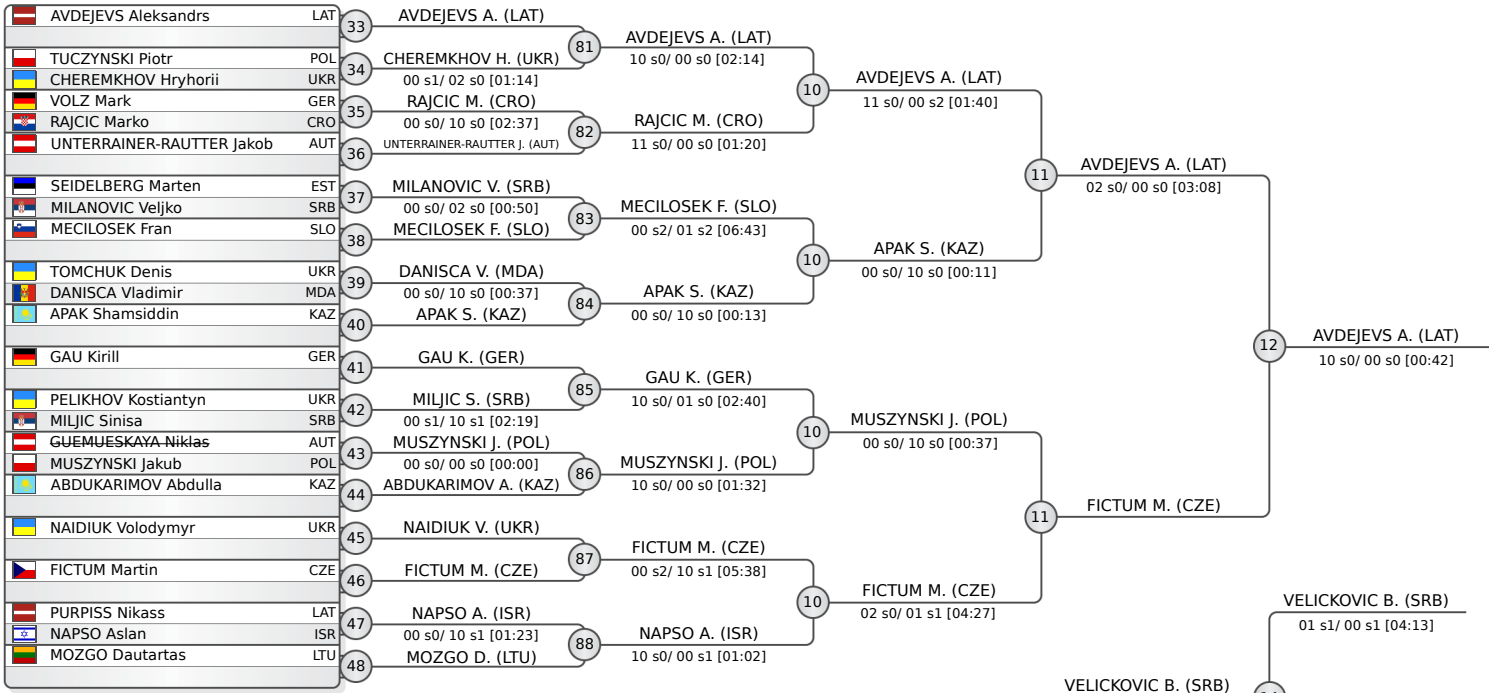 AVDEJEVS Aleksandrs LAT
33
AVDEJEVS A. (LAT)
81
AVDEJEVS A. (LAT)
10 s0/ 00 s0 [02:14]
TUCZYNSKI Piotr POL
34
CHEREMKHOV H. (UKR)
CHEREMKHOV Hryhorii UKR
00 s1/ 02 s0 [01:14]
10
AVDEJEVS A. (LAT)
11 s0/ 00 s2 [01:40]
VOLZ Mark GER
35
RAJCIC M. (CRO)
RAJCIC Marko CRO
00 s0/ 10 s0 [02:37]
82
RAJCIC M. (CRO)
11 s0/ 00 s0 [01:20]
UNTERRAINER-RAUTTER Jakob AUT
36
UNTERRAINER-RAUTTER J. (AUT)
11
AVDEJEVS A. (LAT)
02 s0/ 00 s0 [03:08]
SEIDELBERG Marten EST
37
MILANOVIC V. (SRB)
MILANOVIC Veljko SRB
00 s0/ 02 s0 [00:50]
83
MECILOSEK F. (SLO)
00 s2/ 01 s2 [06:43]
MECILOSEK Fran SLO
38
MECILOSEK F. (SLO)
10
APAK S. (KAZ)
00 s0/ 10 s0 [00:11]
TOMCHUK Denis UKR
39
DANISCA V. (MDA)
DANISCA Vladimir MDA
00 s0/ 10 s0 [00:37]
84
APAK S. (KAZ)
00 s0/ 10 s0 [00:13]
APAK Shamsiddin KAZ
40
APAK S. (KAZ)
12
AVDEJEVS A. (LAT)
10 s0/ 00 s0 [00:42]
GAU Kirill GER
41
GAU K. (GER)
85
GAU K. (GER)
10 s0/ 01 s0 [02:40]
PELIKHOV Kostiantyn UKR
42
MILJIC S. (SRB)
MILJIC Sinisa SRB
00 s1/ 10 s1 [02:19]
10
MUSZYNSKI J. (POL)
00 s0/ 10 s0 [00:37]
GUEMUESKAYA Niklas AUT
43
MUSZYNSKI J. (POL)
MUSZYNSKI Jakub POL
00 s0/ 00 s0 [00:00]
86
MUSZYNSKI J. (POL)
10 s0/ 00 s0 [01:32]
ABDUKARIMOV Abdulla KAZ
44
ABDUKARIMOV A. (KAZ)
11
FICTUM M. (CZE)
NAIDIUK Volodymyr UKR
45
NAIDIUK V. (UKR)
87
FICTUM M. (CZE)
00 s2/ 10 s1 [05:38]
FICTUM Martin CZE
46
FICTUM M. (CZE)
10
FICTUM M. (CZE)
02 s0/ 01 s1 [04:27]
PURPISS Nikass LAT
47
NAPSO A. (ISR)
NAPSO Aslan ISR
00 s0/ 10 s1 [01:23]
88
NAPSO A. (ISR)
10 s0/ 00 s1 [01:02]
MOZGO Dautartas LTU
48
MOZGO D. (LTU)
VELICKOVIC B. (SRB)
01 s1/ 00 s1 [04:13]
VELICKOVIC B. (SRB)